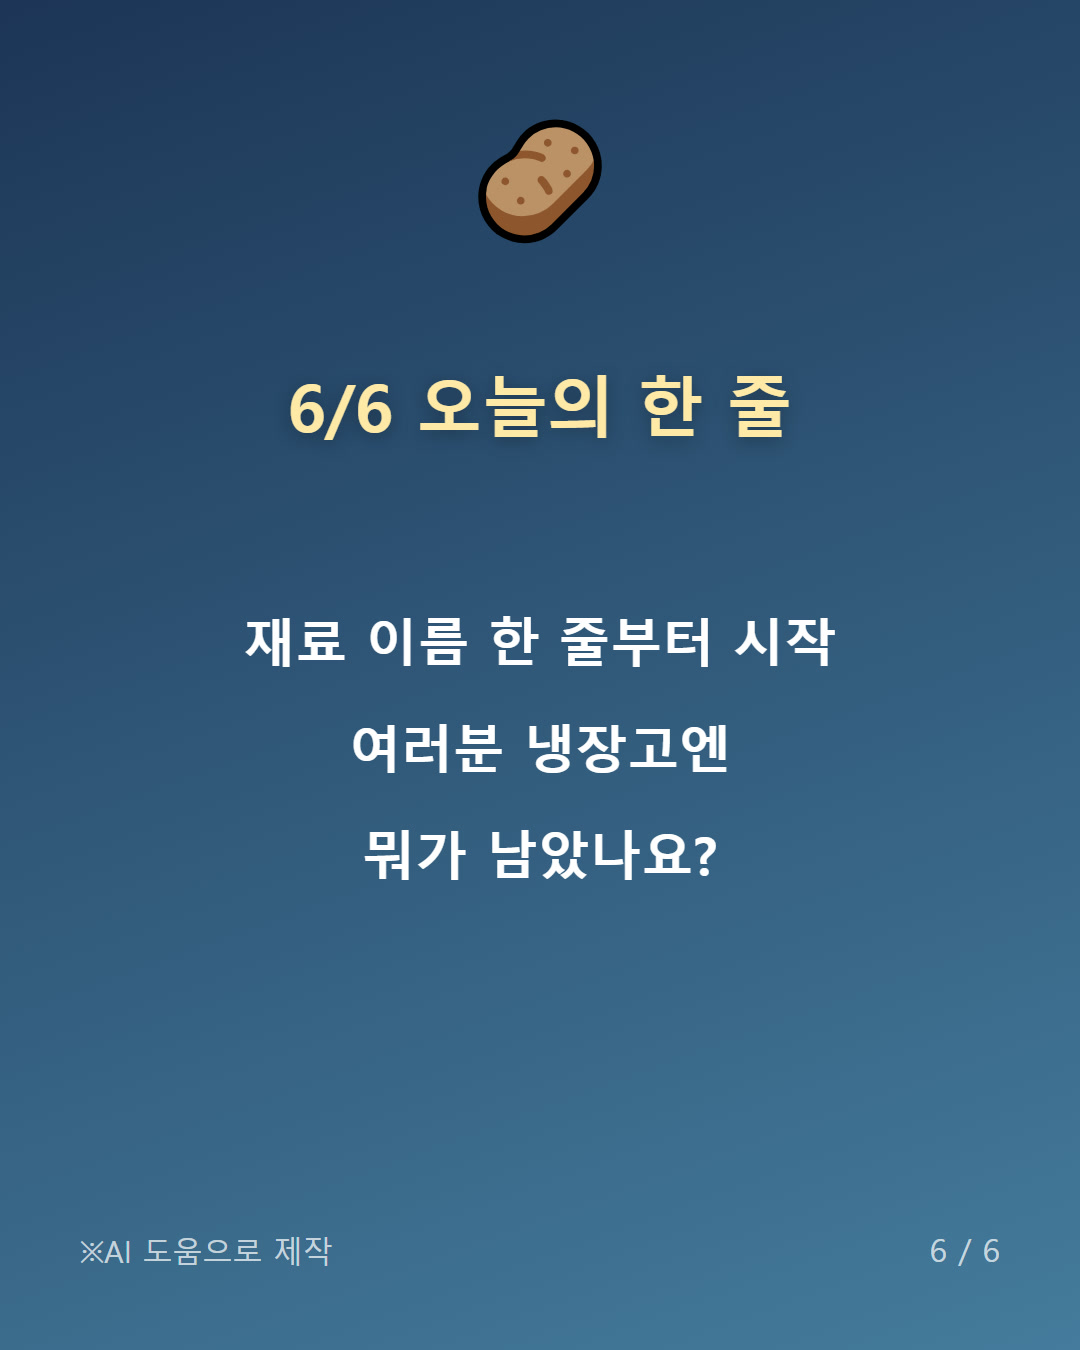 6/6 오늘의 한 줄
재료 이름 한 줄부터 시작
여러분 냉장고엔
뭐가 남았나요?
※AI 도움으로 제작
6 / 6